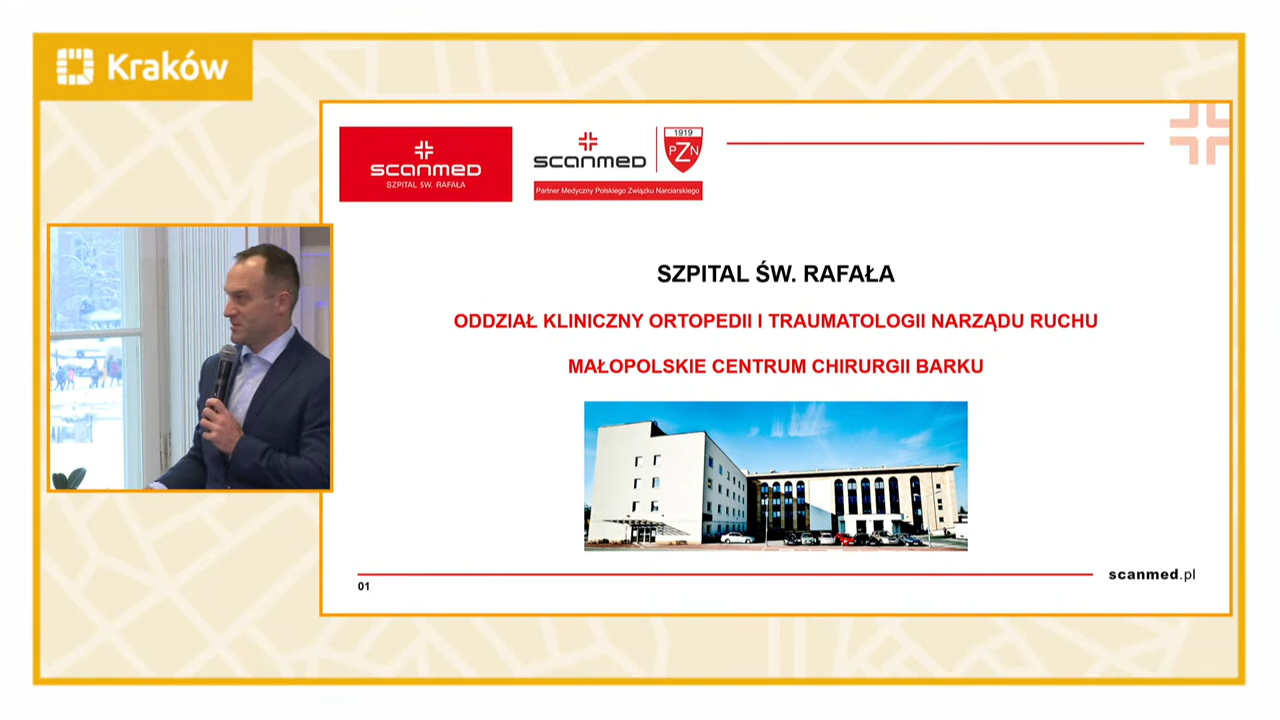 Kraków
scanmed
SZPITAL ŚW. RAFAŁA
scanmed
1919
PZN
Partner Medyczny Polskiego Związku Narciarskiego
SZPITAL ŚW. RAFAŁA
ODDZIAŁ KLINICZNY ORTOPEDII I TRAUMATOLOGII NARZĄDU RUCHU
MAŁOPOLSKIE CENTRUM CHIRURGII BARKU
01
scanmed.pl